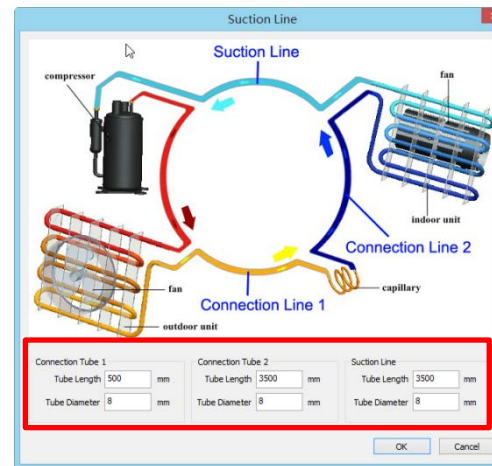 Suction Line
Suction Line
compressor
fan
indoor unit
Connection Line 2
capillary
Connection Line 1
fan
outdoor unit
Connection Tube 1 Connection Tube 2 Suction Line
Tube Length 500 mm Tube Length 3500 mm Tube Length 3500 mm
Tube Diameter 8 mm Tube Diameter 8 mm Tube Diameter 8 mm
OK Cancel